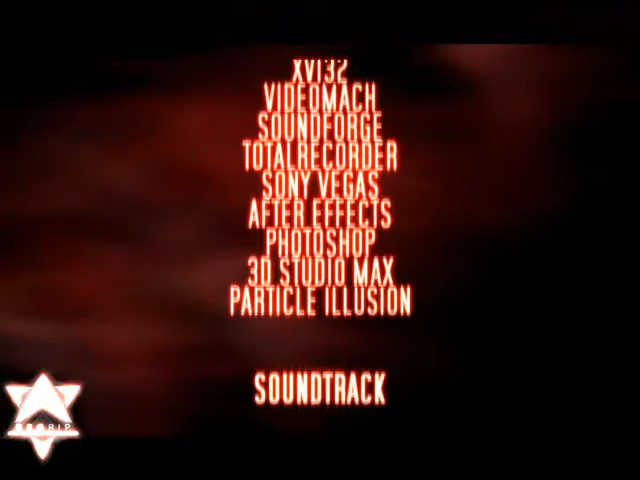 XVI32
VIDEOMACH
SOUNDFORGE
TOTALRECORDER
SONY VEGAS
AFTER EFFECTS
PHOTOSHOP
3D STUDIO MAX
PARTICLE ILLUSION
SOUNDTRACK